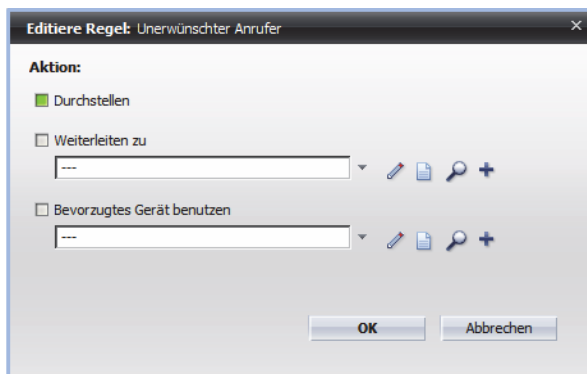 Editiere Regel: Unerwünschter Anrufer
Aktion:
Durchstellen
Weiterleiten zu
---
Bevorzugtes Gerät benutzen
---
OK Abbrechen